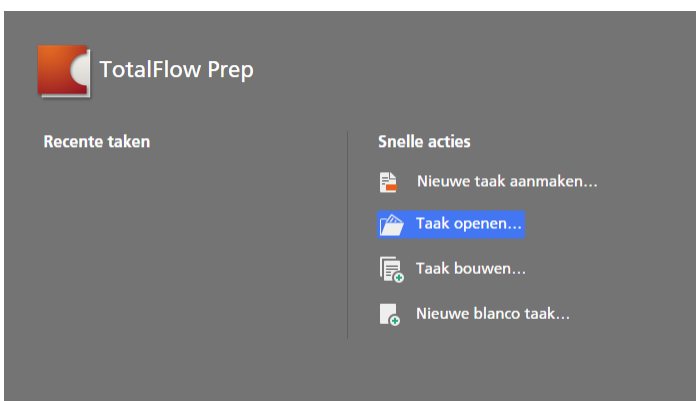 TotalFlow Prep
Recente taken
Snelle acties
Nieuwe taak aanmaken...
Taak openen...
Taak bouwen...
Nieuwe blanco taak...